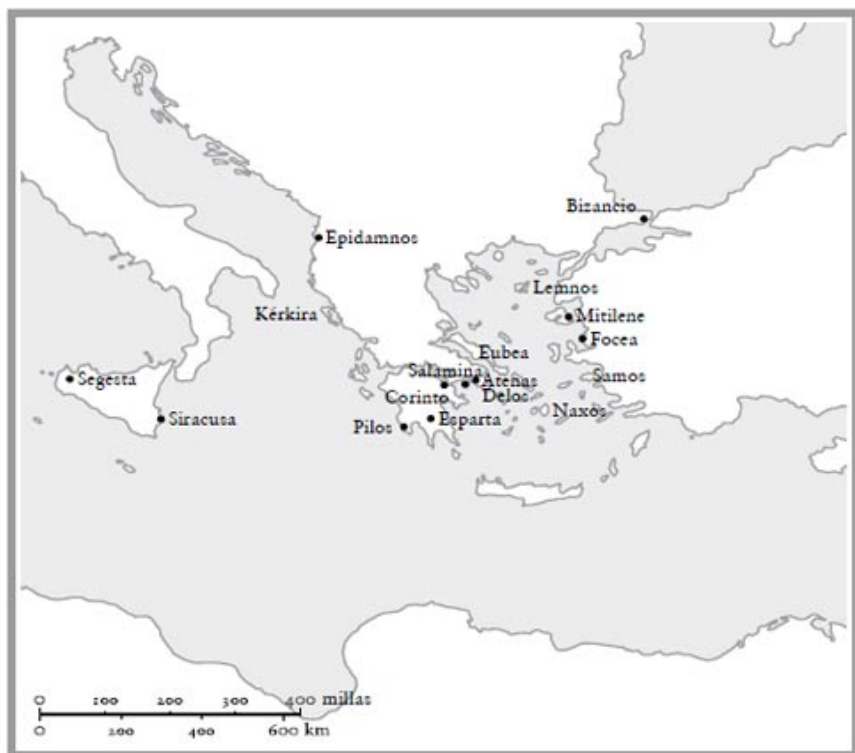 Bizancio
Epidamnos
Lemnos
Kérkira
Mitilene
Focea
Eubea
Salamina
Atenas
Segesta
Samos
Corinto
Delos
Naxos
Siracusa
Pilos
Esparta
0 100 200 300 400 millas
0 200 400 600 km